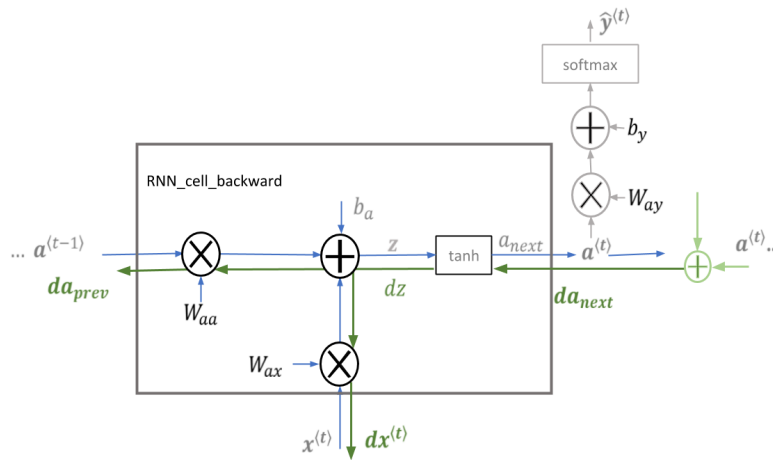 ŷ⟨t⟩
softmax
b_y
W_ay
RNN_cell_backward
b_a
... a⟨t−1⟩
z
tanh
a_next
a⟨t⟩
a⟨t⟩...
da_prev
dz
da_next
W_aa
W_ax
x⟨t⟩
dx⟨t⟩